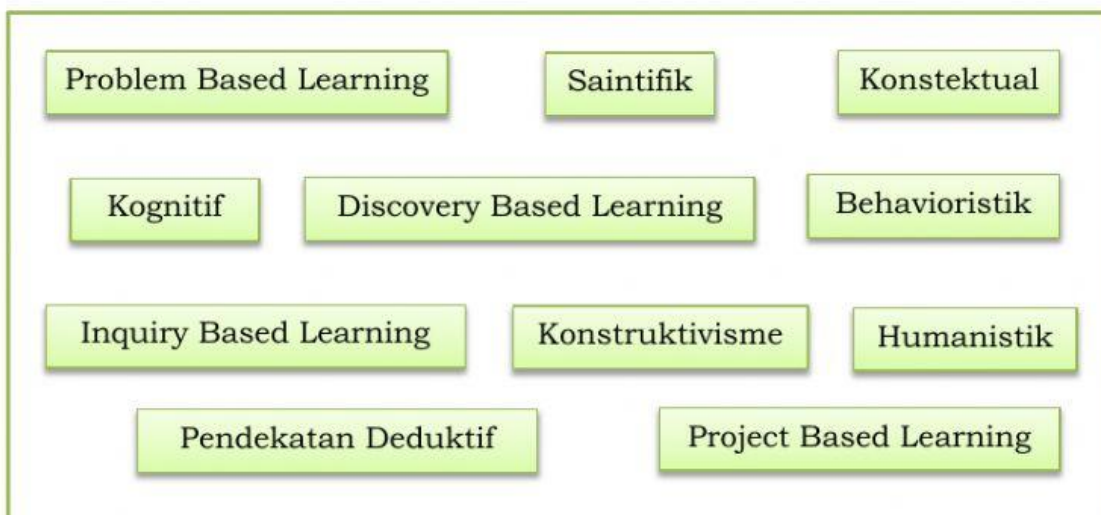 Problem Based Learning
Saintifik
Konstektual
Kognitif
Discovery Based Learning
Behavioristik
Inquiry Based Learning
Konstruktivisme
Humanistik
Pendekatan Deduktif
Project Based Learning